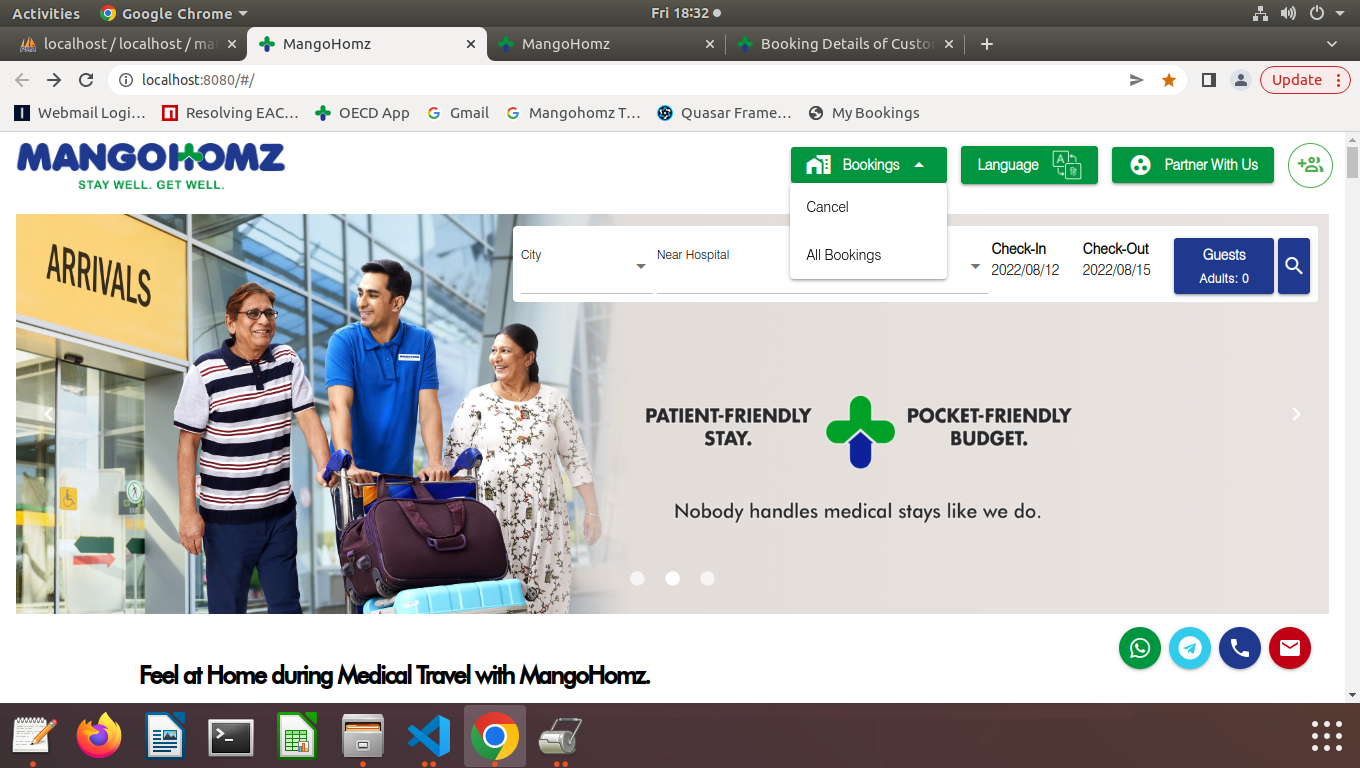 Activities
Google Chrome
Fri 18:32
localhost / localhost / ma
MangoHomz
MangoHomz
Booking Details of Custo
localhost:8080/#/
Update
Webmail Logi…
Resolving EAC…
OECD App
Gmail
Mangohomz T…
Quasar Frame…
My Bookings
MANGOHOMZ
STAY WELL. GET WELL.
Bookings
Language
Partner With Us
Cancel
All Bookings
City
Near Hospital
Check-In
2022/08/12
Check-Out
2022/08/15
Guests
Adults: 0
ARRIVALS
MANGOHOMZ
PATIENT-FRIENDLY
STAY.
POCKET-FRIENDLY
BUDGET.
Nobody handles medical stays like we do.
Feel at Home during Medical Travel with MangoHomz.